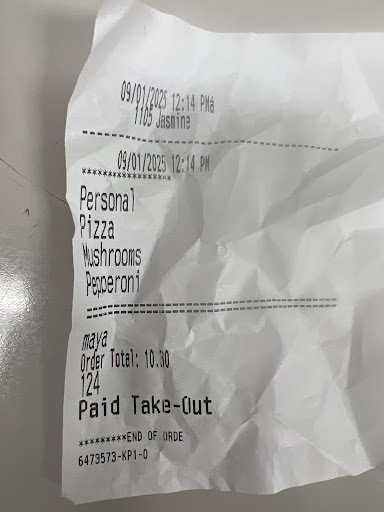 09/01/2025 12:14 PMâ
1105 Jasmine
09/01/2025 12:14 PM
*****************
Personal
Pizza
Mushrooms
Pepperoni
maya
Order Total: 10.30
124
Paid Take-Out
*********END OF ORDE
6473573-KP1-0